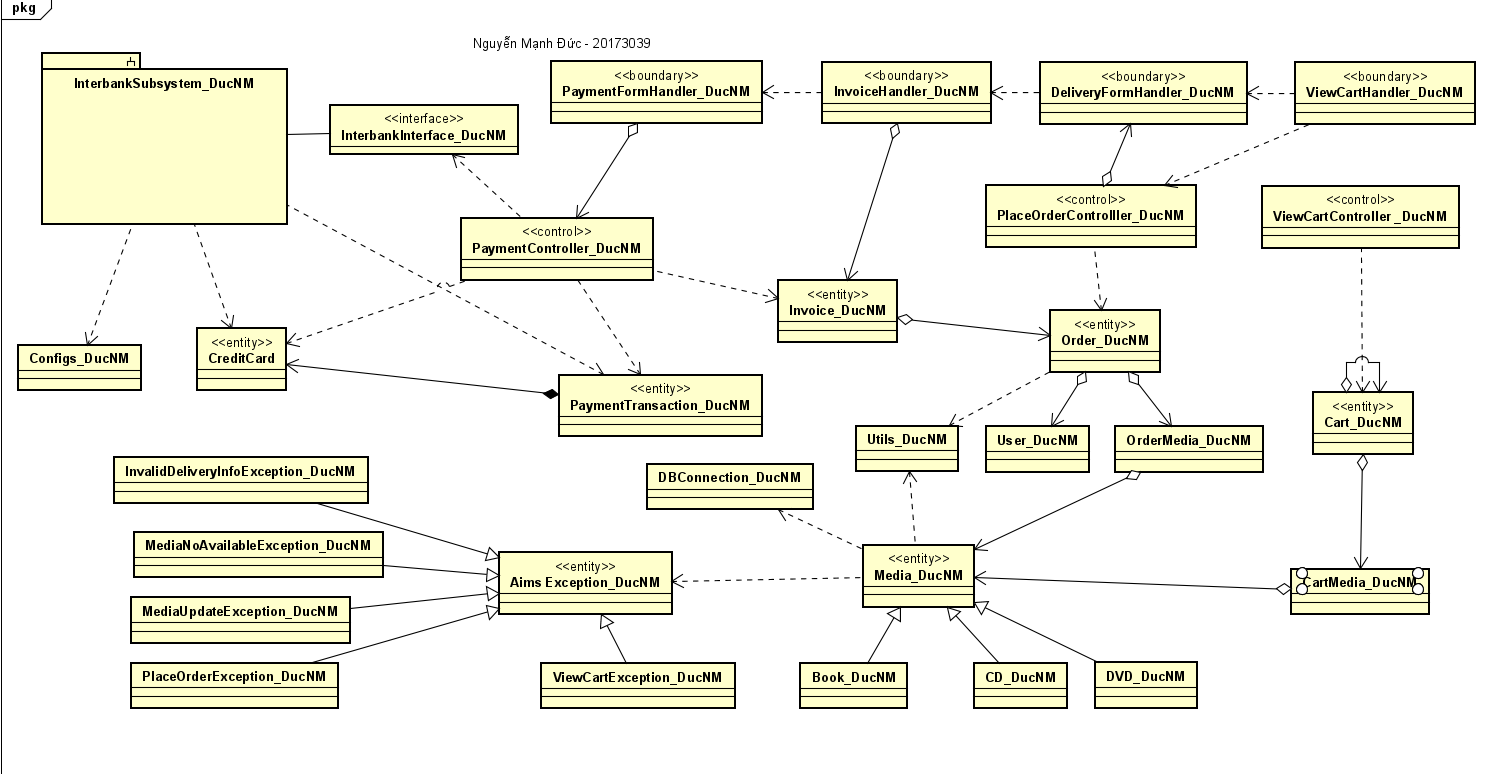 pkg
Nguyễn Mạnh Đức - 20173039
InterbankSubsystem_DucNM
<<interface>>
InterbankInterface_DucNM
<<boundary>>
PaymentFormHandler_DucNM
<<boundary>>
InvoiceHandler_DucNM
<<boundary>>
DeliveryFormHandler_DucNM
<<boundary>>
ViewCartHandler_DucNM
<<control>>
PaymentController_DucNM
<<control>>
PlaceOrderControlller_DucNM
<<control>>
ViewCartController _DucNM
<<entity>>
Invoice_DucNM
<<entity>>
Order_DucNM
Configs_DucNM
<<entity>>
CreditCard
<<entity>>
PaymentTransaction_DucNM
<<entity>>
Cart_DucNM
Utils_DucNM
User_DucNM
OrderMedia_DucNM
InvalidDeliveryInfoException_DucNM
DBConnection_DucNM
MediaNoAvailableException_DucNM
<<entity>>
Aims Exception_DucNM
<<entity>>
Media_DucNM
CartMedia_DucNM
MediaUpdateException_DucNM
PlaceOrderException_DucNM
ViewCartException_DucNM
Book_DucNM
CD_DucNM
DVD_DucNM